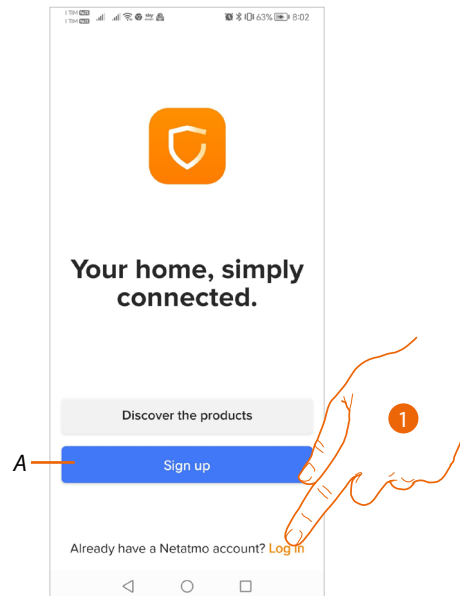 63% 8:02
Your home, simply
connected.
Discover the products
A
Sign up
1
Already have a Netatmo account? Log in